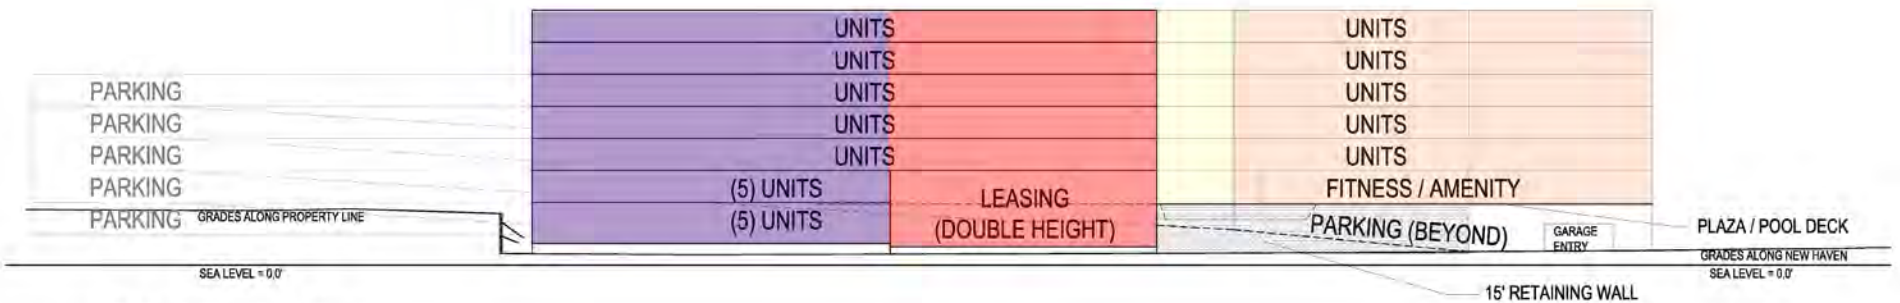 UNITS UNITS
UNITS UNITS
PARKING UNITS UNITS
PARKING UNITS UNITS
PARKING UNITS UNITS
PARKING (5) UNITS LEASING FITNESS / AMENITY
PARKING GRADES ALONG PROPERTY LINE (5) UNITS (DOUBLE HEIGHT) PARKING (BEYOND) GARAGE PLAZA / POOL DECK
ENTRY
GRADES ALONG NEW HAVEN
SEA LEVEL = 0.0' SEA LEVEL = 0.0'
15' RETAINING WALL